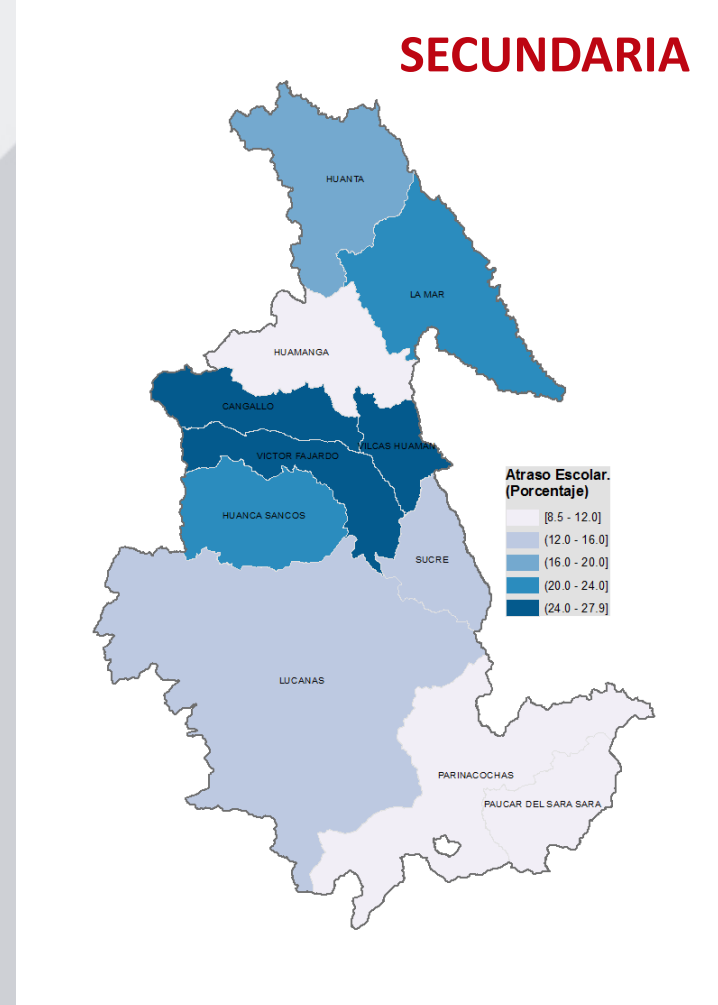 SECUNDARIA
HUANTA
LA MAR
HUAMANGA
CANGALLO
VILCAS HUAMAN
VICTOR FAJARDO
Atraso Escolar.
(Porcentaje)
[8.5 - 12.0]
(12.0 - 16.0]
(16.0 - 20.0]
(20.0 - 24.0]
(24.0 - 27.9]
HUANCA SANCOS
SUCRE
LUCANAS
PARINACOCHAS
PAUCAR DEL SARA SARA